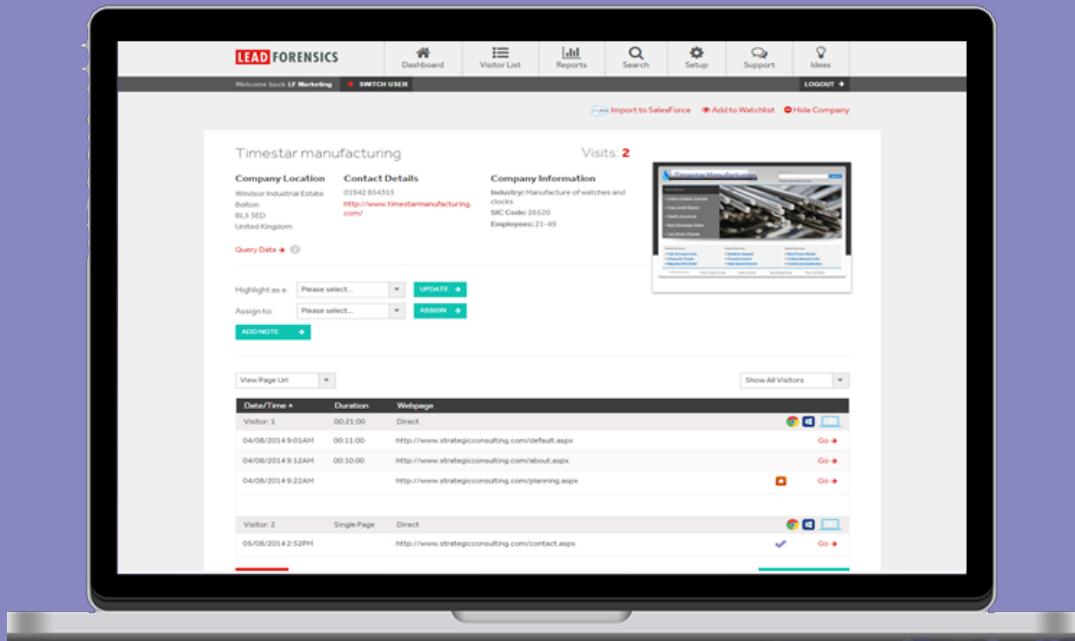 LEAD FORENSICS
Dashboard
Visitor List
Reports
Search
Setup
Support
Ideas
Welcome back LF Marketing
SWITCH USER
LOGOUT
Import to SalesForce
Add to Watchlist
Hide Company
Timestar manufacturing
Visits: 2
Company Location
Windsor Industrial Estate
Bolton
BL5 3ED
United Kingdom
Contact Details
01942 854315
http://www.timestarmanufacturing.
com/
Company Information
Industry: Manufacture of watches and
clocks
SIC Code: 26520
Employees: 21-49
Timestar Manufacturing
Query Data
Highlight as a: Please select... UPDATE
Assign to: Please select... ASSIGN
ADD NOTE
View Page Url
Show All Visitors
Date/Time Duration Webpage
Visitor: 1 00:21:00 Direct
04/08/2014 9:01AM 00:11:00 http://www.strategicconsulting.com/default.aspx Go
04/08/2014 9:12AM 00:10:00 http://www.strategicconsulting.com/about.aspx Go
04/08/2014 9:22AM http://www.strategicconsulting.com/planning.aspx Go
Visitor: 2 Single Page Direct
05/08/2014 2:52PM http://www.strategicconsulting.com/contact.aspx Go